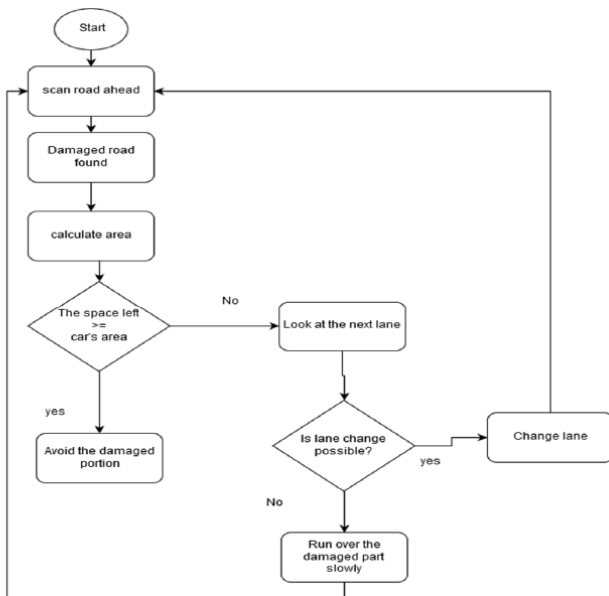 Start
scan road ahead
Damaged road
found
calculate area
The space left
>=
car's area
No
Look at the next lane
yes
Avoid the damaged
portion
Is lane change
possible?
yes
Change lane
No
Run over the
damaged part
slowly